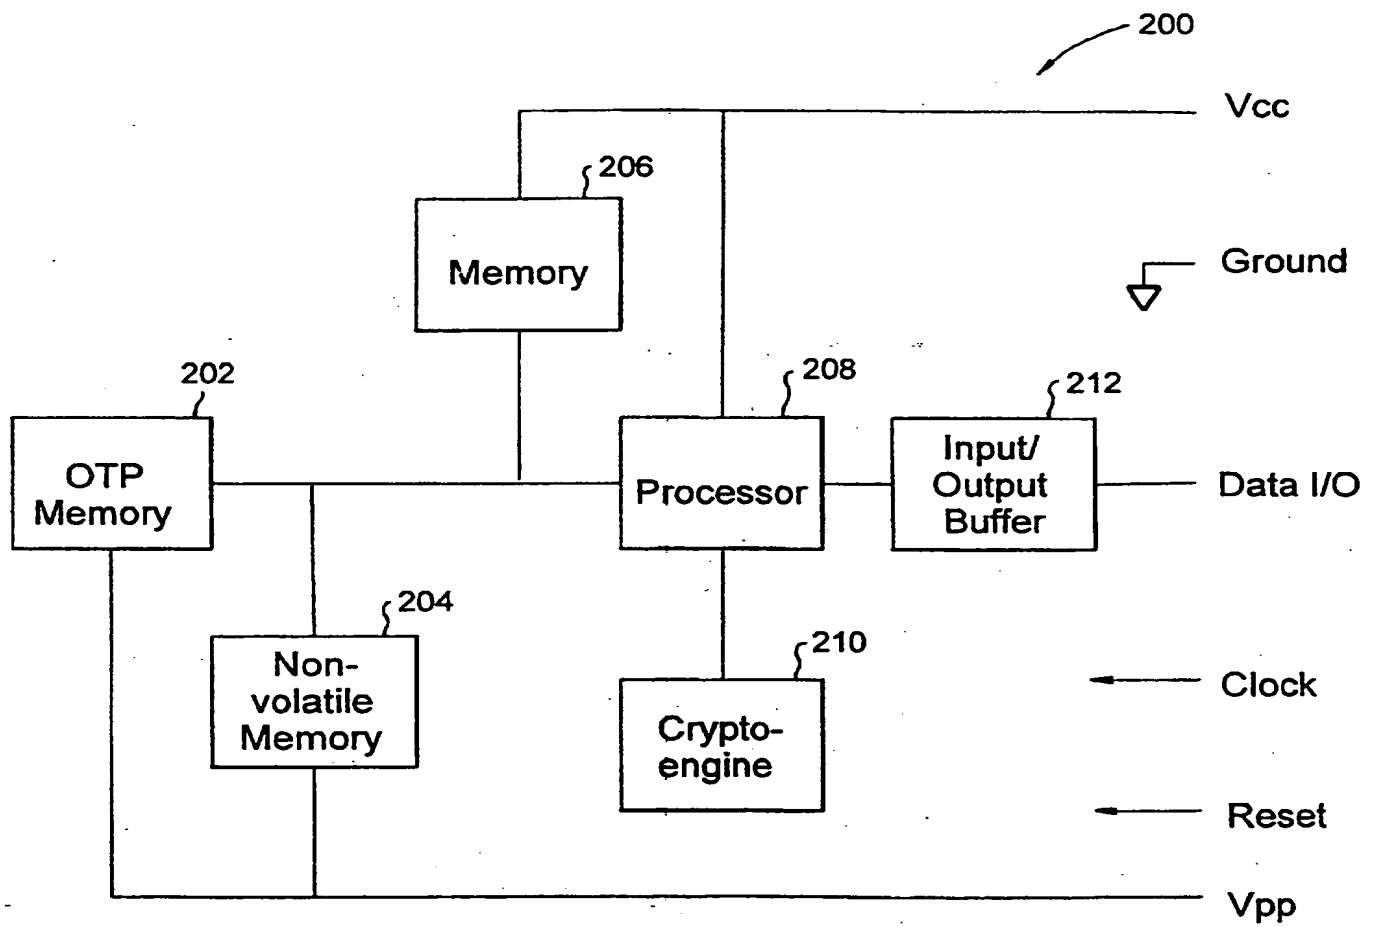 200
Vcc
206
Memory
Ground
202
208
212
OTP
Memory
Processor
Input/
Output
Buffer
Data I/O
204
210
Non-
volatile
Memory
Crypto-
engine
Clock
Reset
Vpp